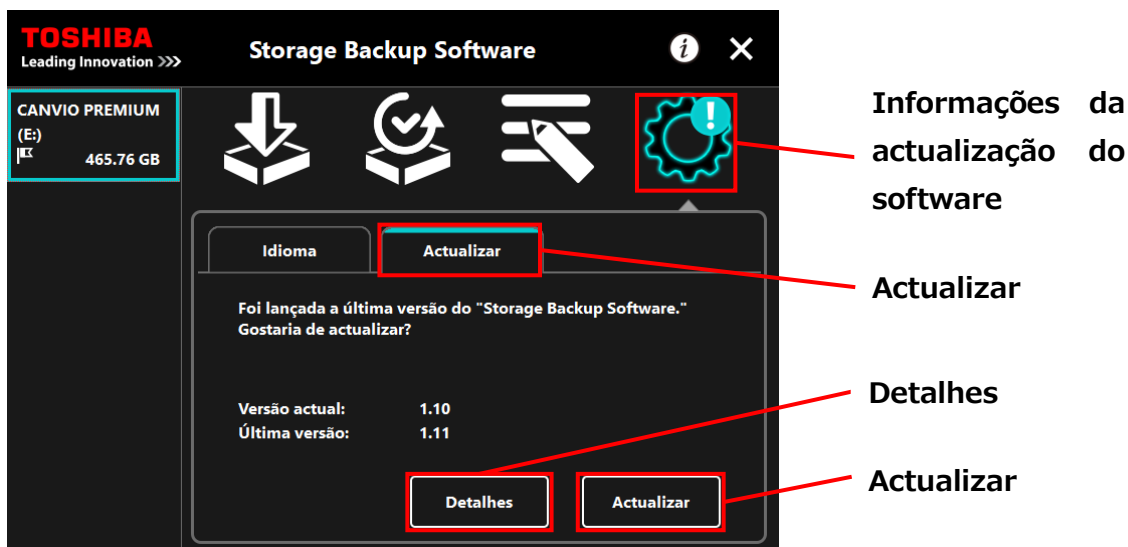 TOSHIBA
Leading Innovation >>>
Storage Backup Software
i
CANVIO PREMIUM
(E:)
465.76 GB
!
Idioma
Actualizar
Foi lançada a última versão do "Storage Backup Software."
Gostaria de actualizar?
Versão actual: 1.10
Última versão: 1.11
Detalhes
Actualizar
Informações da
actualização do
software
Actualizar
Detalhes
Actualizar